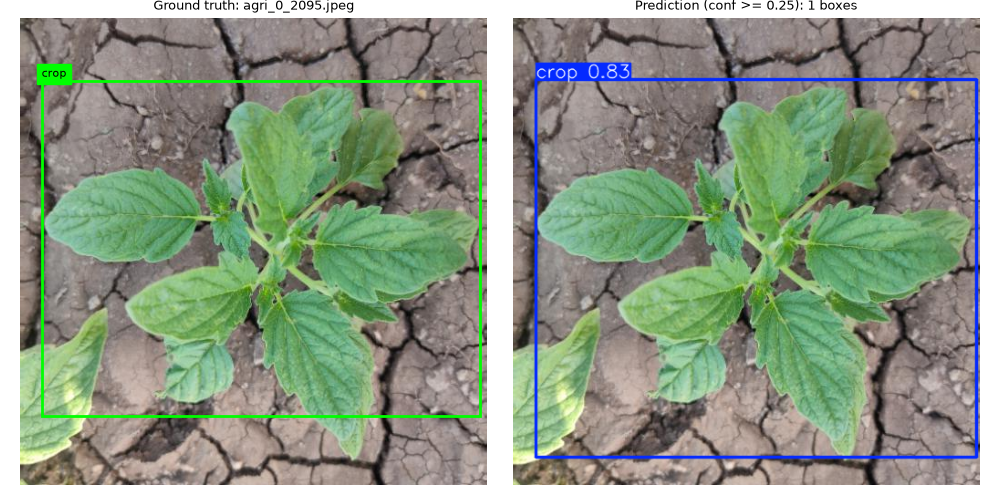 Ground truth: agri_0_2095.jpeg
Prediction (conf >= 0.25): 1 boxes
crop
crop 0.83